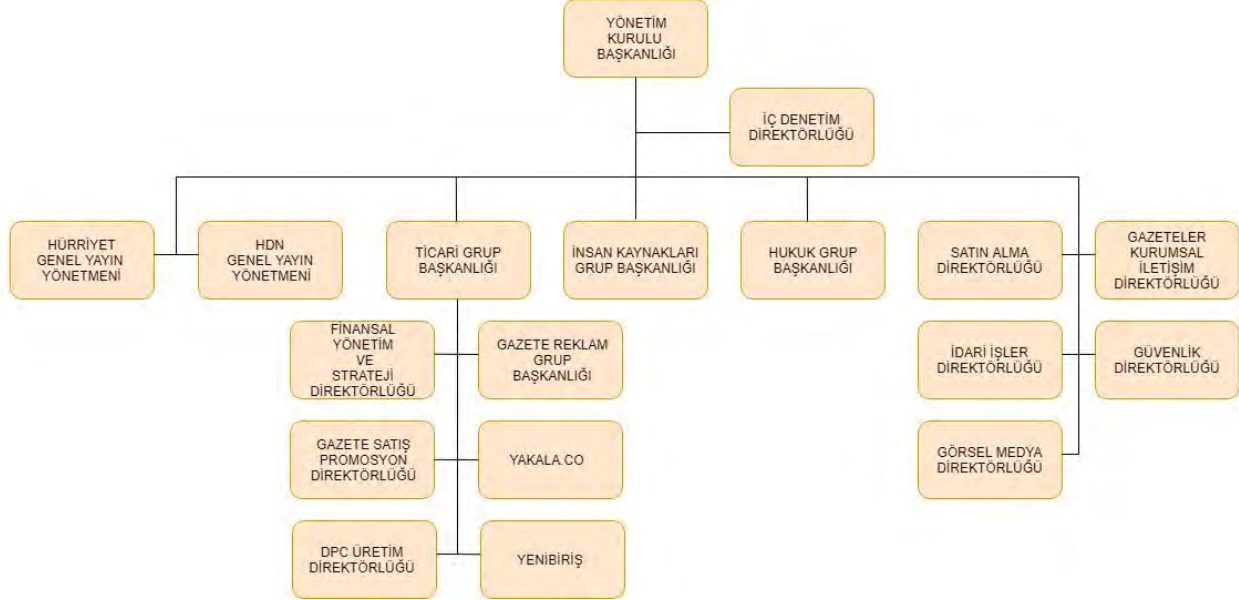 YÖNETİM
KURULU
BAŞKANLIĞI
İÇ DENETİM
DİREKTÖRLÜĞÜ
HÜRRİYET
GENEL YAYIN
YÖNETMENİ
HDN
GENEL YAYIN
YÖNETMENİ
TİCARİ GRUP
BAŞKANLIĞI
İNSAN KAYNAKLARI
GRUP BAŞKANLIĞI
HUKUK GRUP
BAŞKANLIĞI
SATIN ALMA
DİREKTÖRLÜĞÜ
GAZETELER
KURUMSAL
İLETİŞİM
DİREKTÖRLÜĞÜ
FİNANSAL
YÖNETİM
VE
STRATEJİ
DİREKTÖRLÜĞÜ
GAZETE REKLAM
GRUP
BAŞKANLIĞI
İDARİ İŞLER
DİREKTÖRLÜĞÜ
GÜVENLİK
DİREKTÖRLÜĞÜ
GAZETE SATIŞ
PROMOSYON
DİREKTÖRLÜĞÜ
YAKALA.CO
GÖRSEL MEDYA
DİREKTÖRLÜĞÜ
DPC ÜRETİM
DİREKTÖRLÜĞÜ
YENİBİRİŞ